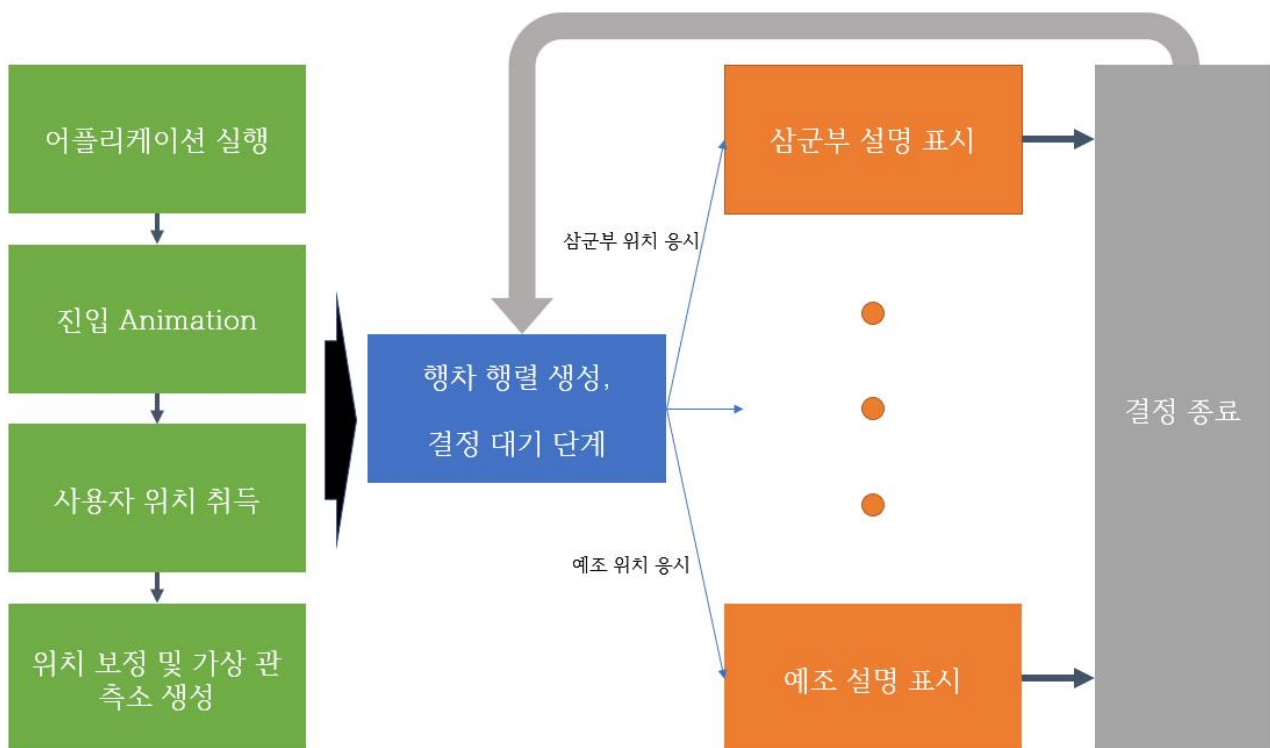 어플리케이션 실행
진입 Animation
사용자 위치 취득
위치 보정 및 가상 관
측소 생성
행차 행렬 생성,
결정 대기 단계
삼군부 위치 응시
예조 위치 응시
삼군부 설명 표시
예조 설명 표시
결정 종료